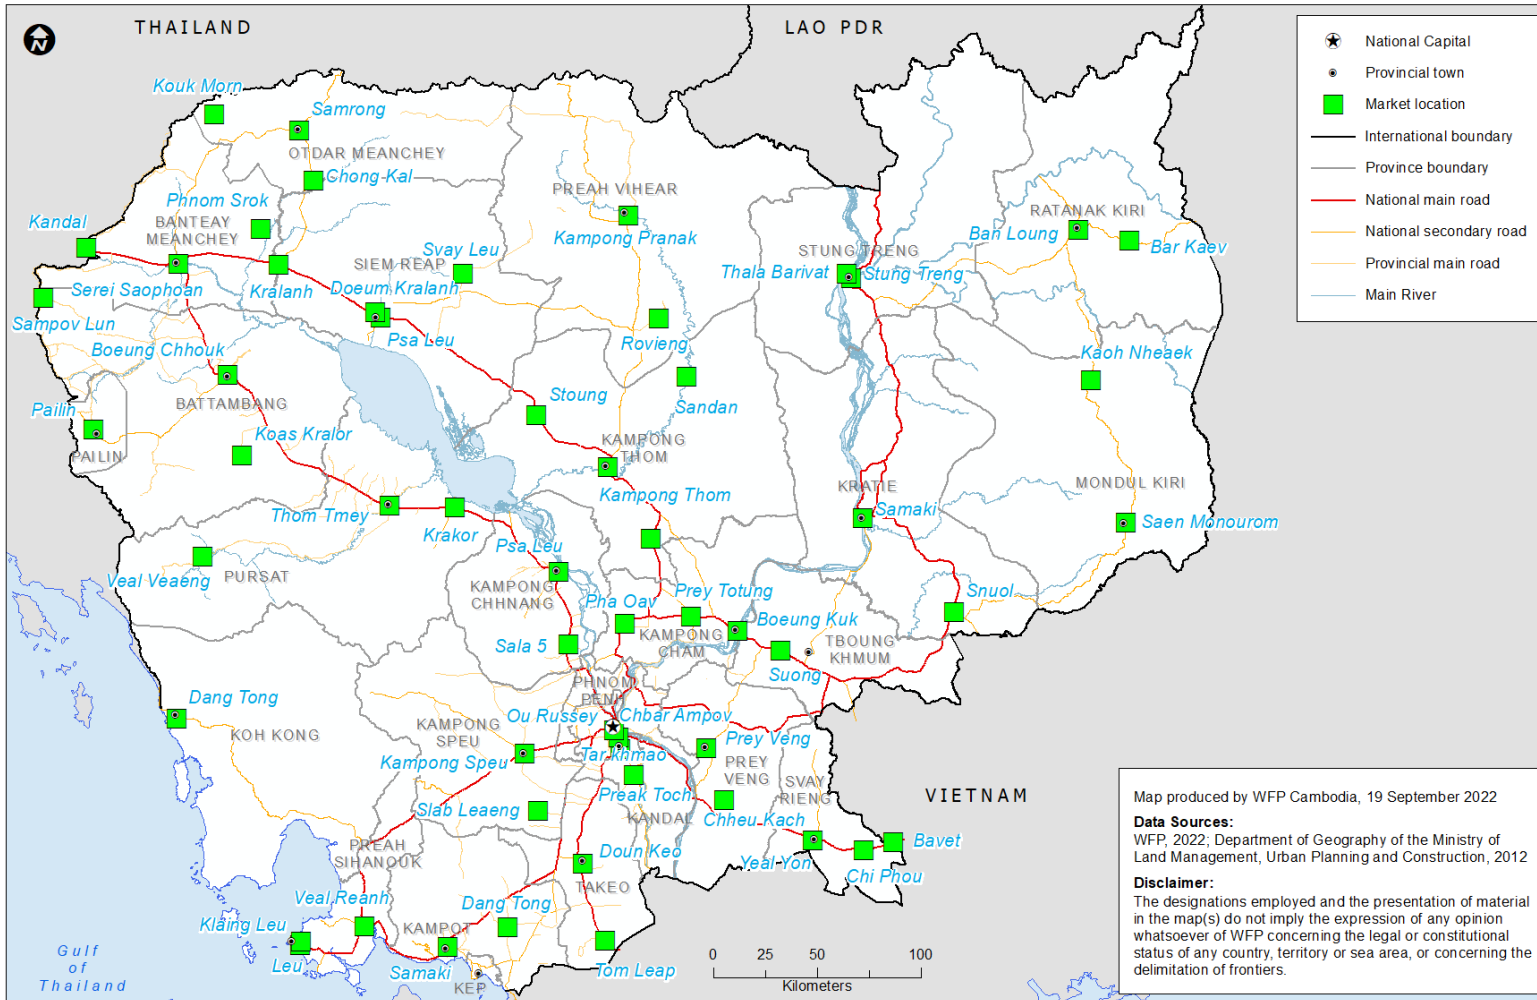 THAILAND
LAO PDR
N
Kouk Morn
Samrong
OTDAR MEANCHEY
Chong Kal
Phnom Srok
BANTEAY
MEANCHEY
Kandal
PREAH VIHEAR
Kampong Pranak
RATANAK KIRI
Ban Loung
Bar Kaev
STUNG TRENG
Thala Barivat
Stung Treng
Svay Leu
SIEM REAP
Doeum Kralanh
Serei Saophoan
Kralanh
Sampov Lun
Psa Leu
Rovieng
Boeung Chhouk
Kaoh Nheaek
BATTAMBANG
Stoung
Sandan
Pailin
PAILIN
Koas Kralor
KAMPONG
THOM
Kampong Thom
KRATIE
MONDUL KIRI
Samaki
Saen Monourom
Thom Tmey
Krakor
Psa Leu
Veal Veaeng
PURSAT
KAMPONG
CHHNANG
Pha Oav
Prey Totung
Boeung Kuk
Snuol
Sala 5
KAMPONG
CHAM
TBOUNG
KHMUM
Suong
PHNOM
PENH
Dang Tong
KOH KONG
KAMPONG
SPEU
Ou Russey
Chbar Ampov
Kampong Speu
Tar khmao
Prey Veng
PREY
VENG
SVAY
RIENG
Preak Toch
Slab Leaeng
KANDAL
Chheu Kach
VIETNAM
PREAH
SIHANOUK
Doun Keo
Yeal Yon
Bavet
Chi Phou
TAKEO
Veal Reanh
Dang Tong
Klaing Leu
KAMPOT
Leu
Samaki
Tom Leap
KEP
Gulf
of
Thailand
0 25 50 100
Kilometers
National Capital
Provincial town
Market location
International boundary
Province boundary
National main road
National secondary road
Provincial main road
Main River
Map produced by WFP Cambodia, 19 September 2022
Data Sources:
WFP, 2022; Department of Geography of the Ministry of
Land Management, Urban Planning and Construction, 2012
Disclaimer:
The designations employed and the presentation of material
in the map(s) do not imply the expression of any opinion
whatsoever of WFP concerning the legal or constitutional
status of any country, territory or sea area, or concerning the
delimitation of frontiers.